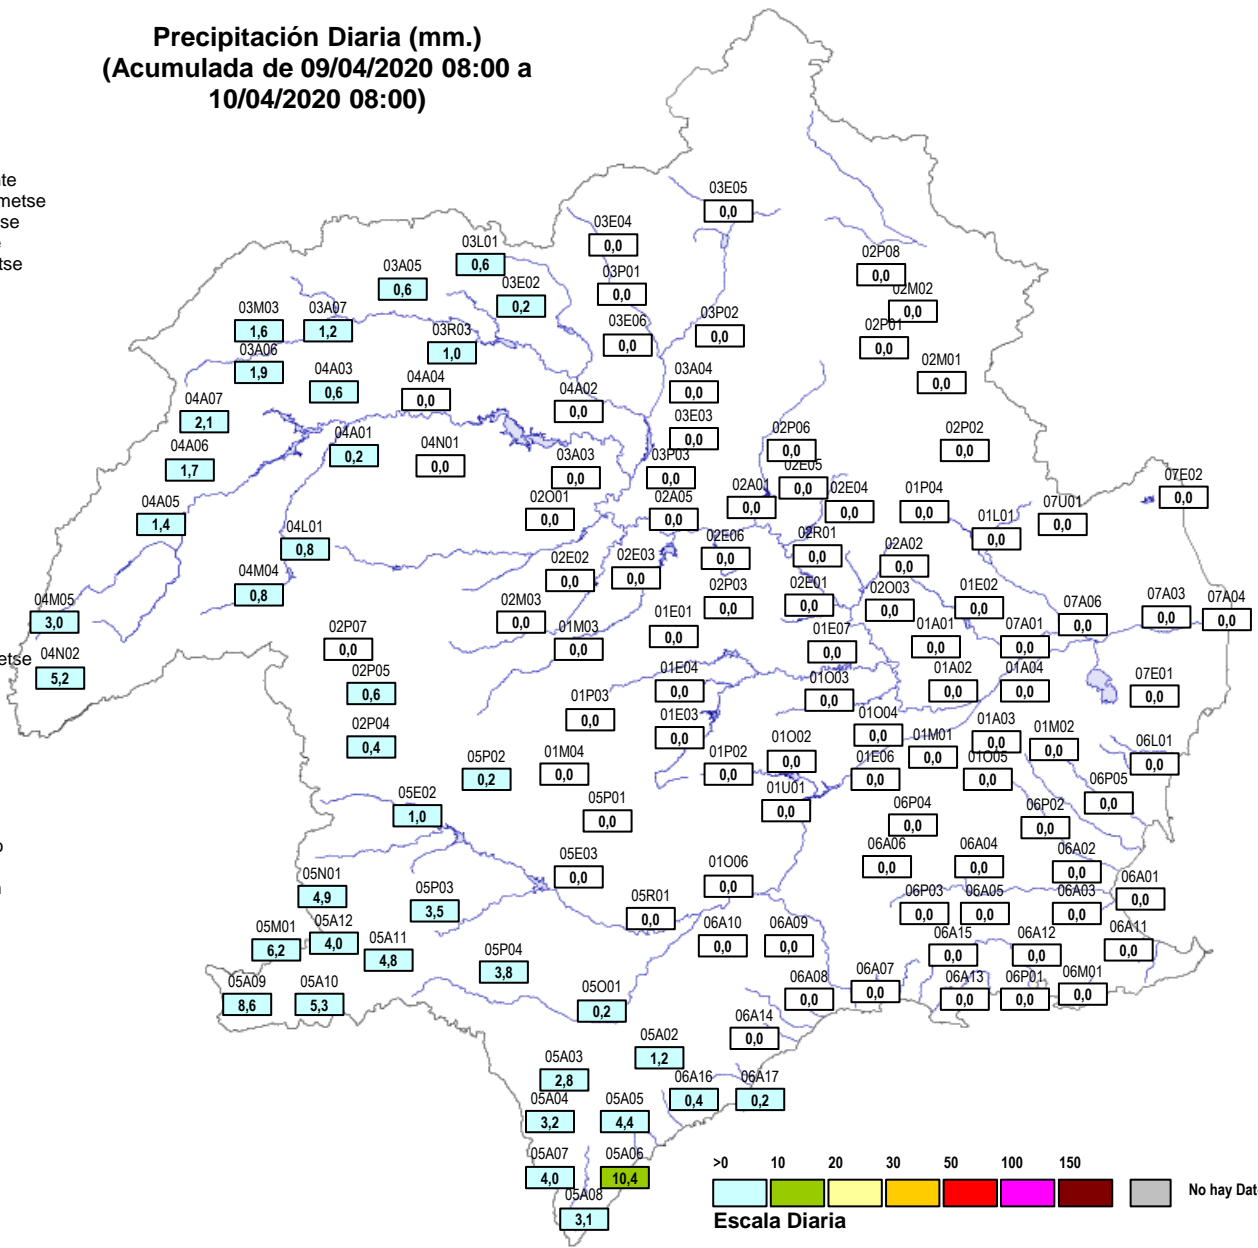 Precipitación Diaria (mm.)
(Acumulada de 09/04/2020 08:00 a
10/04/2020 08:00)
nte
metse
se
e
tse
03E05
0,0
03E04
0,0
03L01
0,6
02P08
0,0
03A05
0,6
03P01
0,0
03E02
0,2
02M02
0,0
03M03
1,6
03A07
1,2
03P02
0,0
03E06
0,0
02P01
0,0
03R03
1,0
03A06
1,9
02M01
0,0
04A03
0,6
04A04
0,0
03A04
0,0
04A02
0,0
04A07
2,1
03E03
0,0
04A01
0,2
02P06
0,0
02P02
0,0
04A06
1,7
04N01
0,0
03A03
0,0
03P03
0,0
02E05
0,0
07E02
0,0
04A05
1,4
02O01
0,0
02A05
0,0
02A01
0,0
02E04
0,0
01P04
0,0
07U01
0,0
01L01
0,0
04L01
0,8
02E06
0,0
02R01
0,0
02A02
0,0
02E02
0,0
02E03
0,0
04M04
0,8
04M05
3,0
02M03
0,0
02P03
0,0
02E01
0,0
02O03
0,0
01E02
0,0
07A06
0,0
07A03
0,0
07A04
0,0
01E01
0,0
02P07
0,0
01M03
0,0
01E07
0,0
01A01
0,0
07A01
0,0
etse
04N02
5,2
02P05
0,6
01E04
0,0
01O03
0,0
01A02
0,0
01A04
0,0
07E01
0,0
01P03
0,0
02P04
0,4
01E03
0,0
01O04
0,0
01A03
0,0
01M02
0,0
05P02
0,2
01M04
0,0
01P02
0,0
01O02
0,0
01M01
0,0
01E06
0,0
01O05
0,0
06L01
0,0
05E02
1,0
05P01
0,0
01U01
0,0
06P04
0,0
06P02
0,0
06P05
0,0
05E03
0,0
01O06
0,0
06A06
0,0
06A04
0,0
06A02
0,0
05N01
4,9
05P03
3,5
05R01
0,0
06P03
0,0
06A05
0,0
06A03
0,0
06A01
0,0
05M01
6,2
05A12
4,0
05A11
4,8
06A10
0,0
06A09
0,0
06A15
0,0
06A12
0,0
06A11
0,0
05P04
3,8
05A09
8,6
05A10
5,3
05O01
0,2
06A08
0,0
06A07
0,0
06A13
0,0
06P01
0,0
06M01
0,0
06A14
0,0
05A02
1,2
05A03
2,8
06A16
0,4
06A17
0,2
05A04
3,2
05A05
4,4
05A07
4,0
05A06
10,4
05A08
3,1
>0 10 20 30 50 100 150
No hay Dat
Escala Diaria